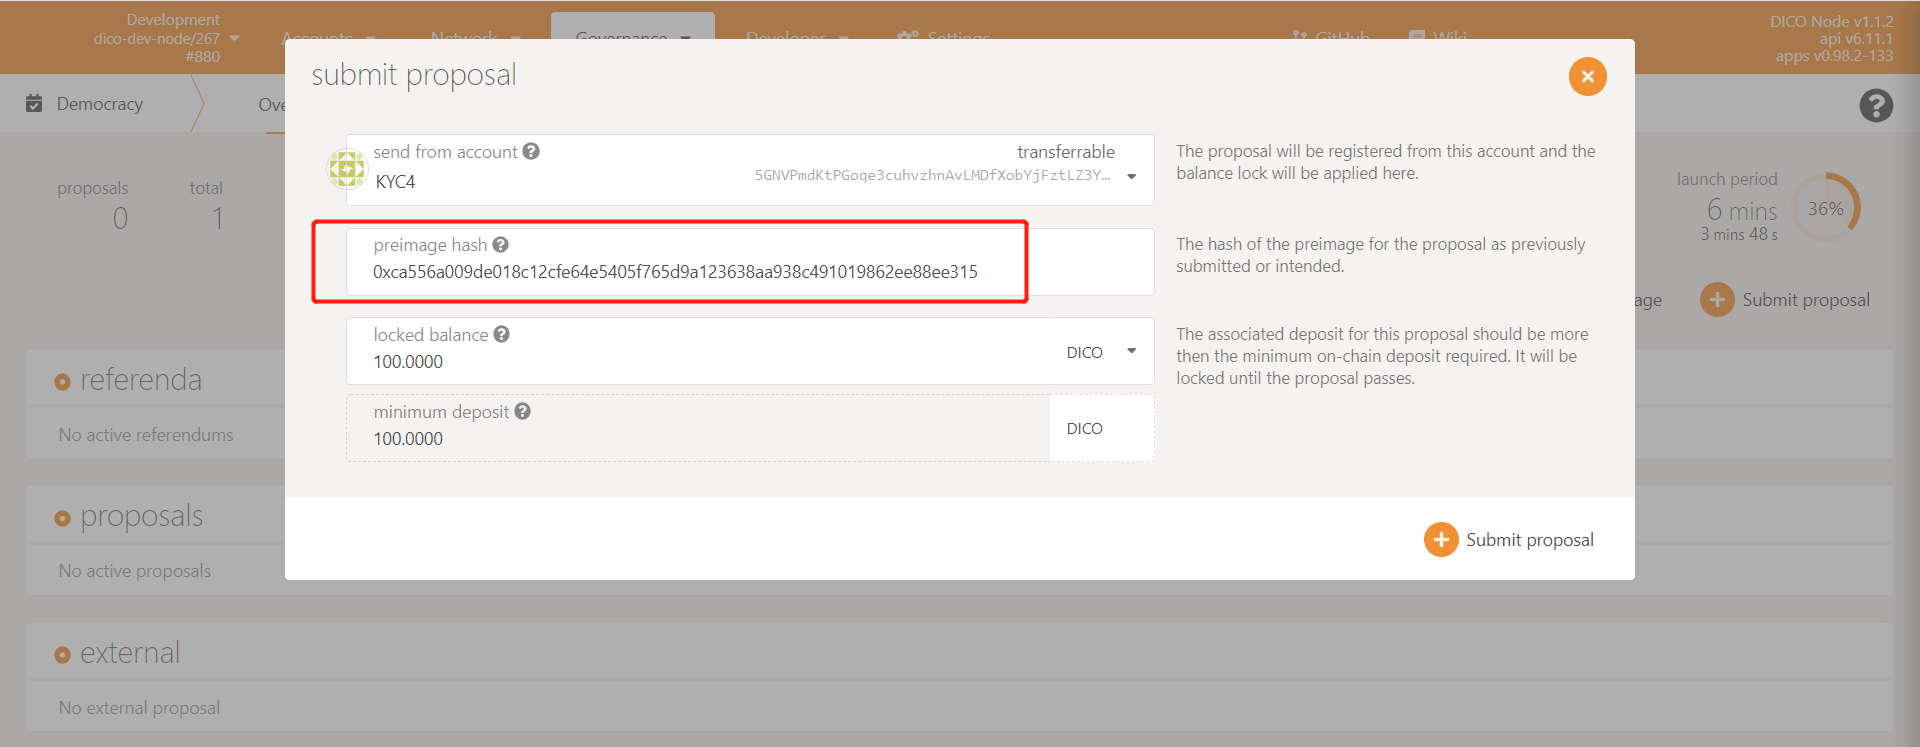 Development
dico-dev-node/267
#880
Accounts
Network
Governance
Developer
Settings
GitHub
Wiki
DICO Node v1.1.2
api v6.11.1
apps v0.98.2-133
submit proposal
Democracy
Ove
send from account
KYC4
transferrable
5GNVPmdKtPGoqe3cuhvzhnAvLMDfXobYjFztLZ3Y…
The proposal will be registered from this account and the
balance lock will be applied here.
proposals
0
total
1
launch period
6 mins
3 mins 48 s
36%
preimage hash
0xca556a009de018c12cfe64e5405f765d9a123638aa938c491019862ee88ee315
The hash of the preimage for the proposal as previously
submitted or intended.
age
Submit proposal
locked balance
100.0000
DICO
The associated deposit for this proposal should be more
then the minimum on-chain deposit required. It will be
locked until the proposal passes.
minimum deposit
100.0000
DICO
Submit proposal
referenda
No active referendums
proposals
No active proposals
external
No external proposal